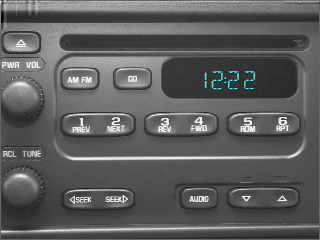 PWR VOL
AM FM
CD
12:22
1 2 3 4 5 6
PREV NEXT REV FWD RDM RPT
RCL TUNE
SEEK SEEK
AUDIO